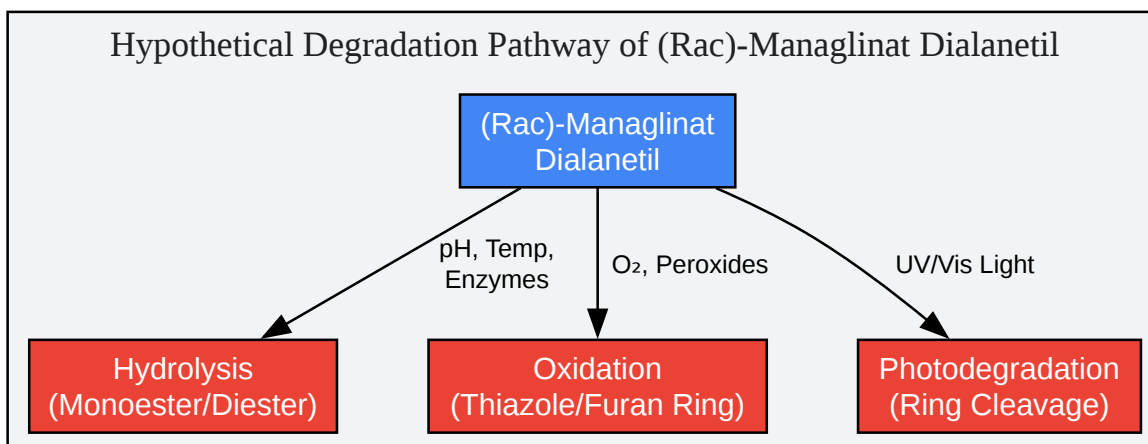 Hypothetical Degradation Pathway of (Rac)-Managlinat Dialanetil
(Rac)-Managlinat
Dialanetil
pH, Temp,
Enzymes
O₂, Peroxides
UV/Vis Light
Hydrolysis
(Monoester/Diester)
Oxidation
(Thiazole/Furan Ring)
Photodegradation
(Ring Cleavage)